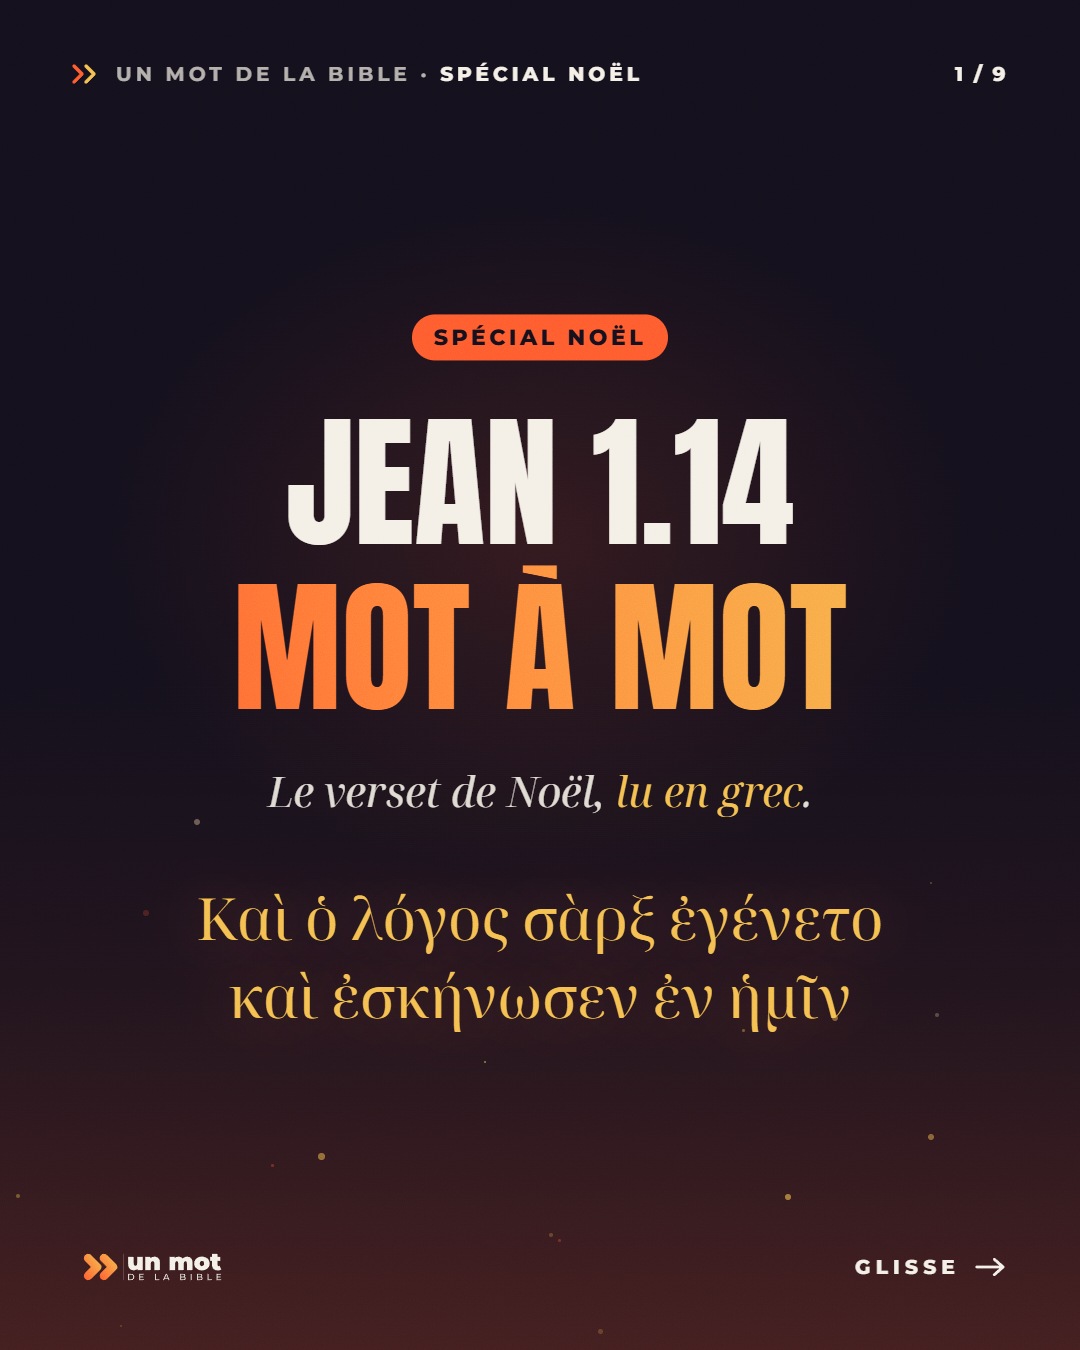 UN MOT DE LA BIBLE · SPÉCIAL NOËL
1 / 9
SPÉCIAL NOËL
JEAN 1.14
MOT À MOT
Le verset de Noël, lu en grec.
Καὶ ὁ λόγος σὰρξ ἐγένετο
καὶ ἐσκήνωσεν ἐν ἡμῖν
un mot
DE LA BIBLE
GLISSE →